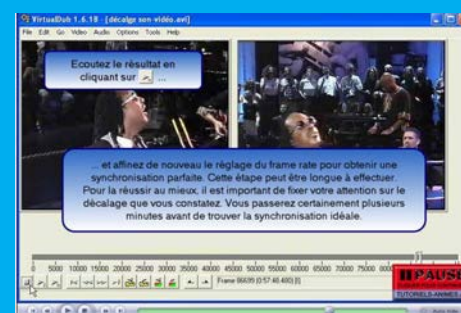 VirtualDub 1.6.18 - [décalge son-vidéo.avi]
File Edit Go Video Audio Options Tools Help
Ecoutez le résultat en
cliquant sur ...
... et affinez de nouveau le réglage du frame rate pour obtenir une
synchronisation parfaite. Cette étape peut être longue à effectuer.
Pour la réussir au mieux, il est important de fixer votre attention sur le
décalage que vous constatez. Vous passerez certainement plusieurs
minutes avant de trouver la synchronisation idéale.
0 5000 10000 15000 20000 25000 30000 35000 40000 45000 50000 55000 60000 65000 70000 75000
Frame 86639 (0:57:40.400) [I]
PAUSE
TUTORIELS-ANIMES